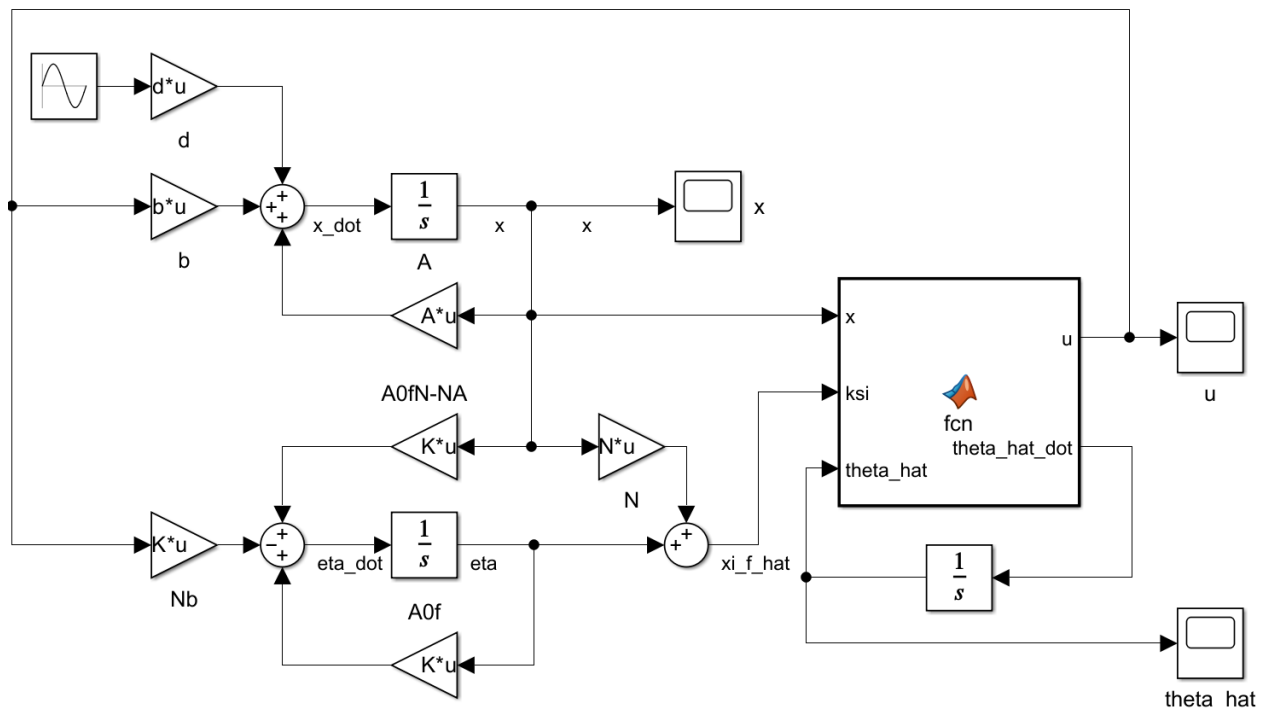 d*u
d
b*u
b
+
+
+
x_dot
1
s
A
x
x
x
A*u
A0fN-NA
K*u
N*u
N
K*u
Nb
+
−
+
eta_dot
1
s
eta
A0f
K*u
+
+
xi_f_hat
x
ksi
theta_hat
fcn
u
theta_hat_dot
u
1
s
theta_hat